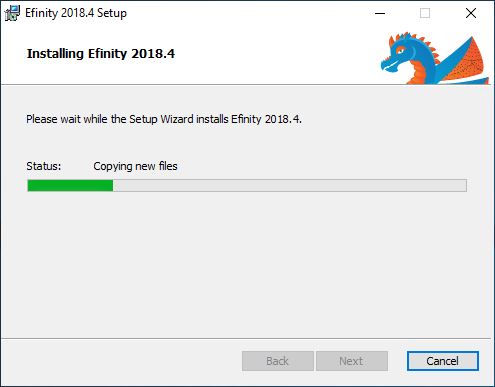 Efinity 2018.4 Setup
Installing Efinity 2018.4
Please wait while the Setup Wizard installs Efinity 2018.4.
Status: Copying new files
Back Next Cancel